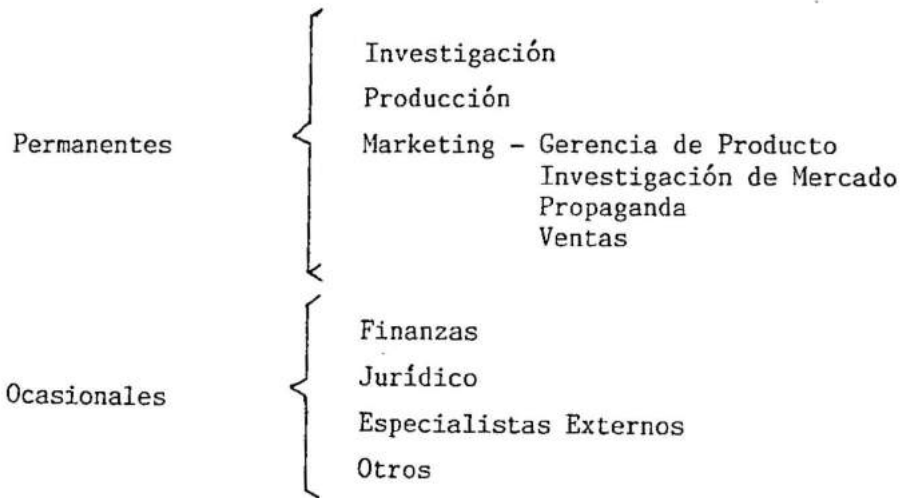 Investigación
Producción
Permanentes
Marketing - Gerencia de Producto
Investigación de Mercado
Propaganda
Ventas
Finanzas
Jurídico
Ocasionales
Especialistas Externos
Otros